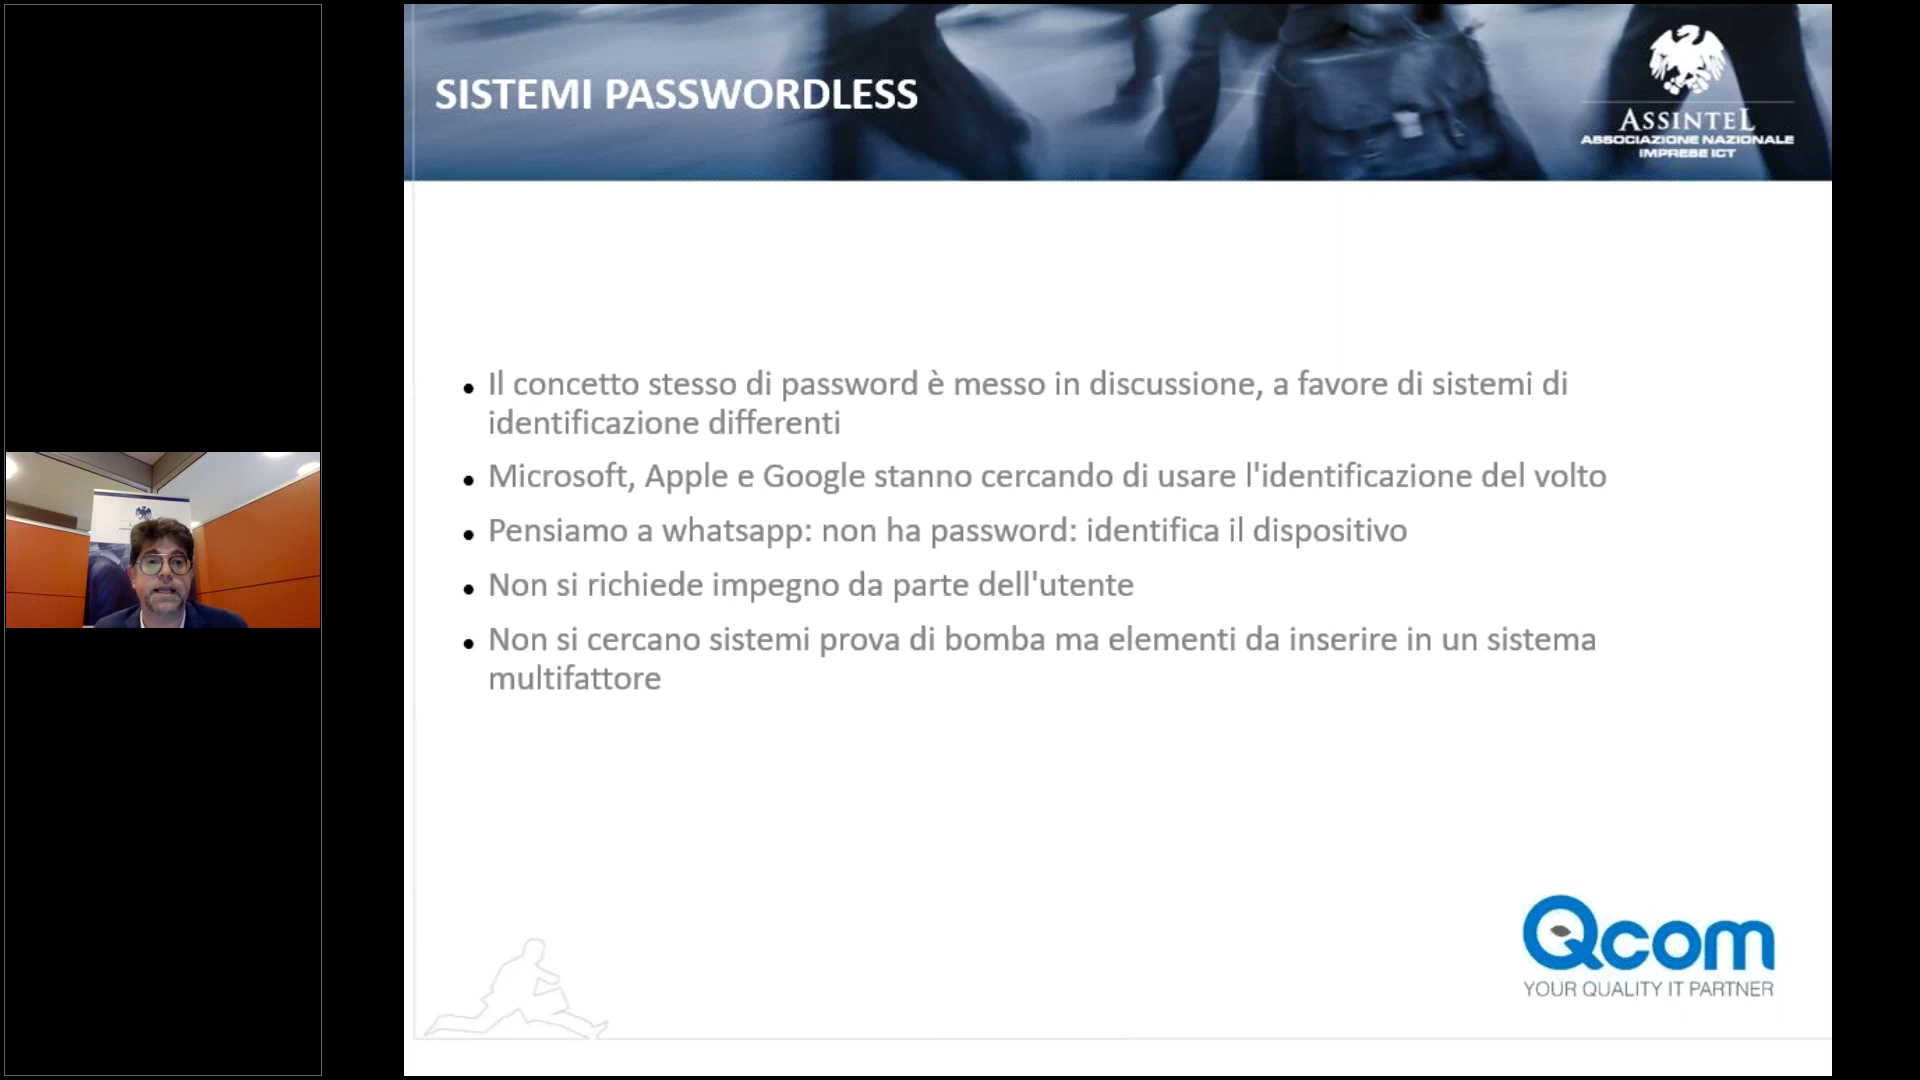 SISTEMI PASSWORDLESS
ASSINTEL
ASSOCIAZIONE NAZIONALE
IMPRESE ICT
• Il concetto stesso di password è messo in discussione, a favore di sistemi di
identificazione differenti
• Microsoft, Apple e Google stanno cercando di usare l'identificazione del volto
• Pensiamo a whatsapp: non ha password: identifica il dispositivo
• Non si richiede impegno da parte dell'utente
• Non si cercano sistemi prova di bomba ma elementi da inserire in un sistema
multifattore
Qcom
YOUR QUALITY IT PARTNER